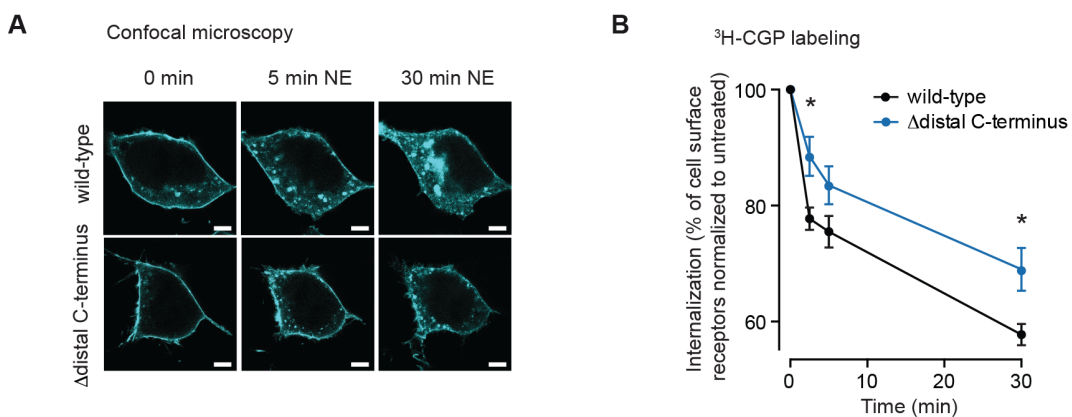 A
Confocal microscopy
0 min
5 min NE
30 min NE
wild-type
Δdistal C-terminus
B
³H-CGP labeling
Internalization (% of cell surface
receptors normalized to untreated)
100
80
60
*
*
wild-type
Δdistal C-terminus
0
10
20
30
Time (min)